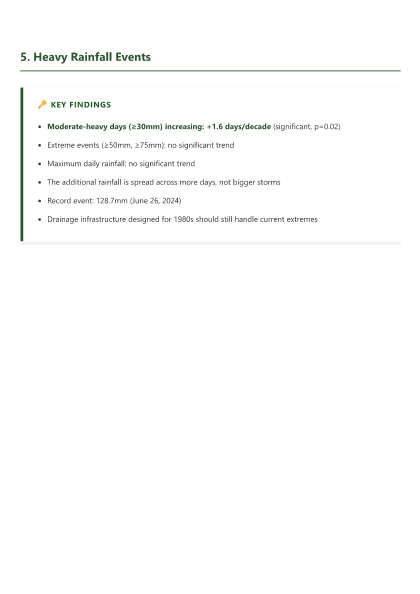 5. Heavy Rainfall Events
🔑 KEY FINDINGS
• Moderate-heavy days (≥30mm) increasing: +1.6 days/decade (significant, p=0.02)
• Extreme events (≥50mm, ≥75mm): no significant trend
• Maximum daily rainfall: no significant trend
• The additional rainfall is spread across more days, not bigger storms
• Record event: 128.7mm (June 26, 2024)
• Drainage infrastructure designed for 1980s should still handle current extremes